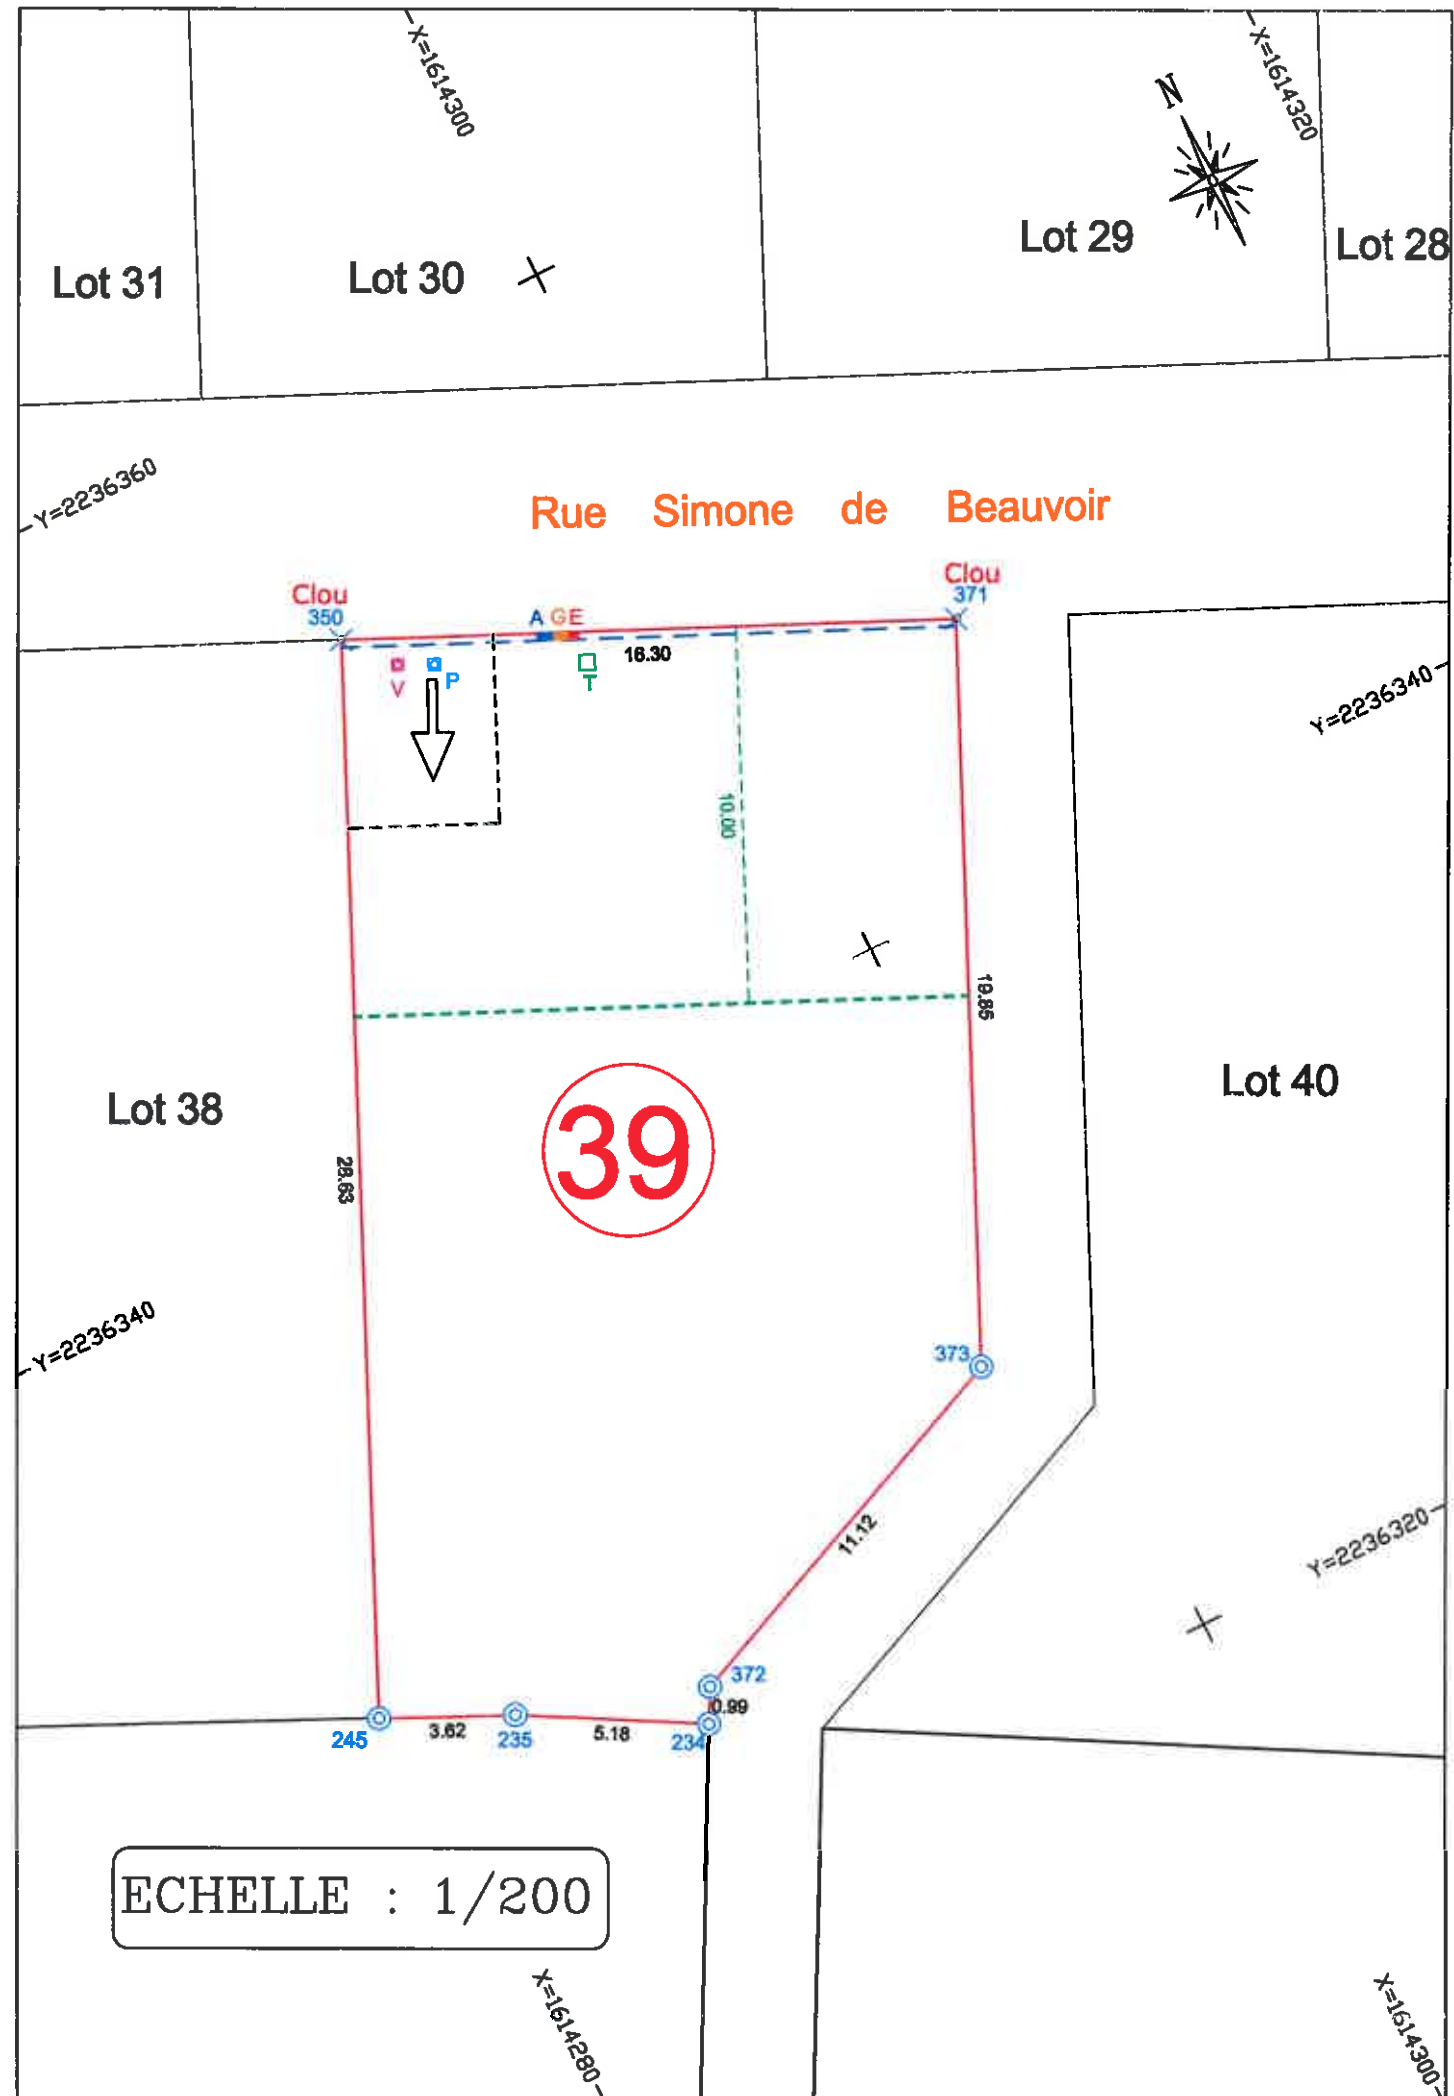 X=1614300
X=1614320
N
Lot 31
Lot 30
Lot 29
Lot 28
Y=2236360
Rue Simone de Beauvoir
Clou
350
Clou
371
A G E
16.30
V
P
T
Y=2236340
10.00
19.85
Lot 38
39
Lot 40
28.63
Y=2236340
373
11.12
Y=2236320
372
0.99
245
3.62
235
5.18
234
ECHELLE : 1/200
X=1614280
X=1614300